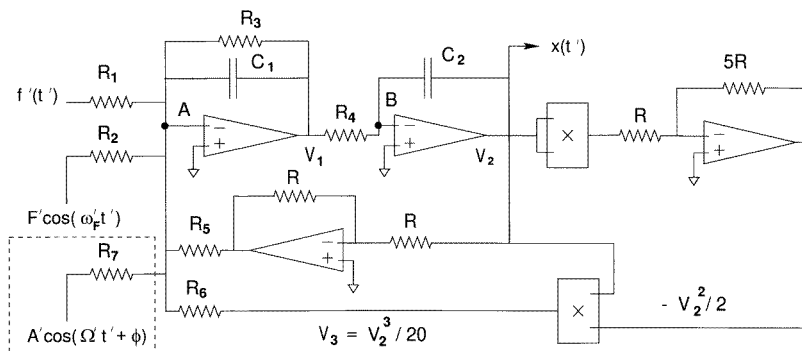 R₃
C₁
C₂
x(t′)
5R
R₁
f′(t′)
A
R₄
B
R
−
+
−
+
×
−
+
R₂
V₁
V₂
F′cos(ω′_F t′)
R
R₅
R
−
+
R₇
R₆
×
− V₂²/2
A′cos(Ω′ t′ + ϕ)
V₃ = V₂³/20